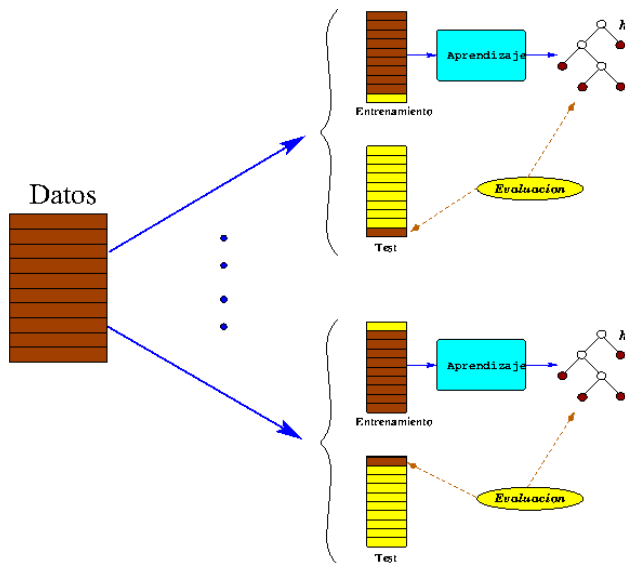 Datos
Aprendizaje
h
Entrenamiento
Evaluacion
Test
Aprendizaje
h
Entrenamiento
Evaluacion
Test